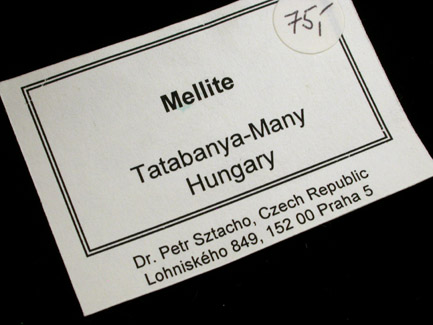 75,-
Mellite
Tatabanya-Many
Hungary
Dr. Petr Sztacho, Czech Republic
Lohniského 849, 152 00 Praha 5